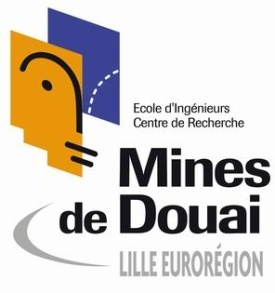 Ecole d'Ingénieurs
Centre de Recherche
Mines
de Douai
LILLE EURORÉGION